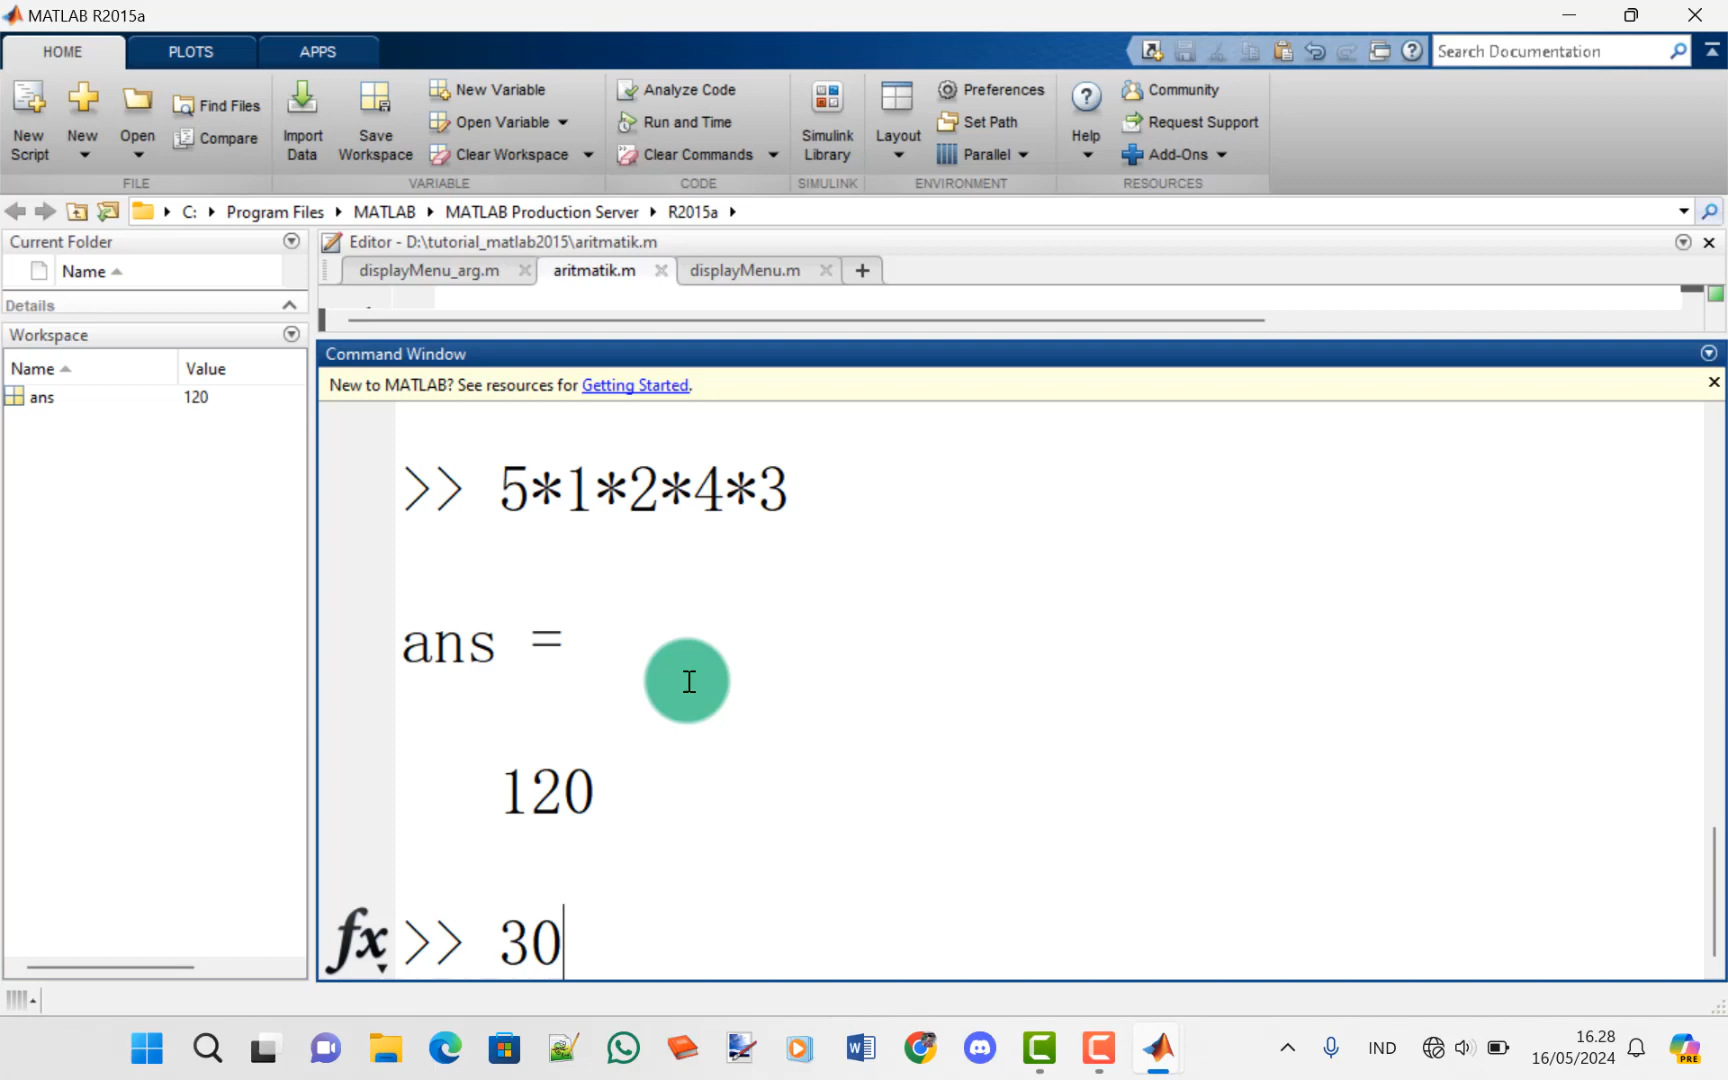 MATLAB R2015a
HOME PLOTS APPS
Search Documentation
New Script
New
Open
Find Files
Compare
FILE
Import Data
Save Workspace
New Variable
Open Variable
Clear Workspace
VARIABLE
Analyze Code
Run and Time
Clear Commands
CODE
Simulink Library
SIMULINK
Layout
Preferences
Set Path
Parallel
ENVIRONMENT
Help
Community
Request Support
Add-Ons
RESOURCES
C: Program Files MATLAB MATLAB Production Server R2015a
Current Folder
Name
Details
Workspace
Name Value
ans 120
Editor - D:\tutorial_matlab2015\aritmatik.m
displayMenu_arg.m aritmatik.m displayMenu.m
Command Window
New to MATLAB? See resources for Getting Started.
>> 5*1*2*4*3
ans =
120
fx >> 30
IND
16.28
16/05/2024
PRE